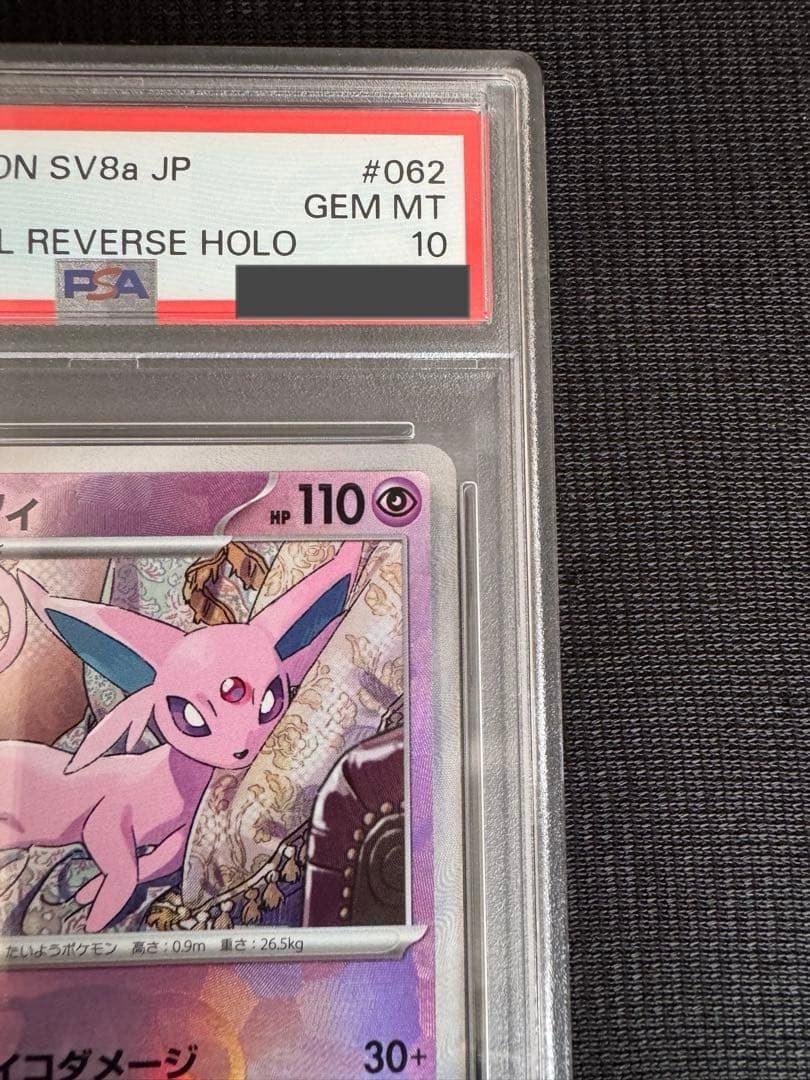 ON SV8a JP #062
GEM MT
L REVERSE HOLO 10
PSA
ィ HP 110
たいようポケモン 高さ：0.9m 重さ：26.5kg
イコダメージ 30+